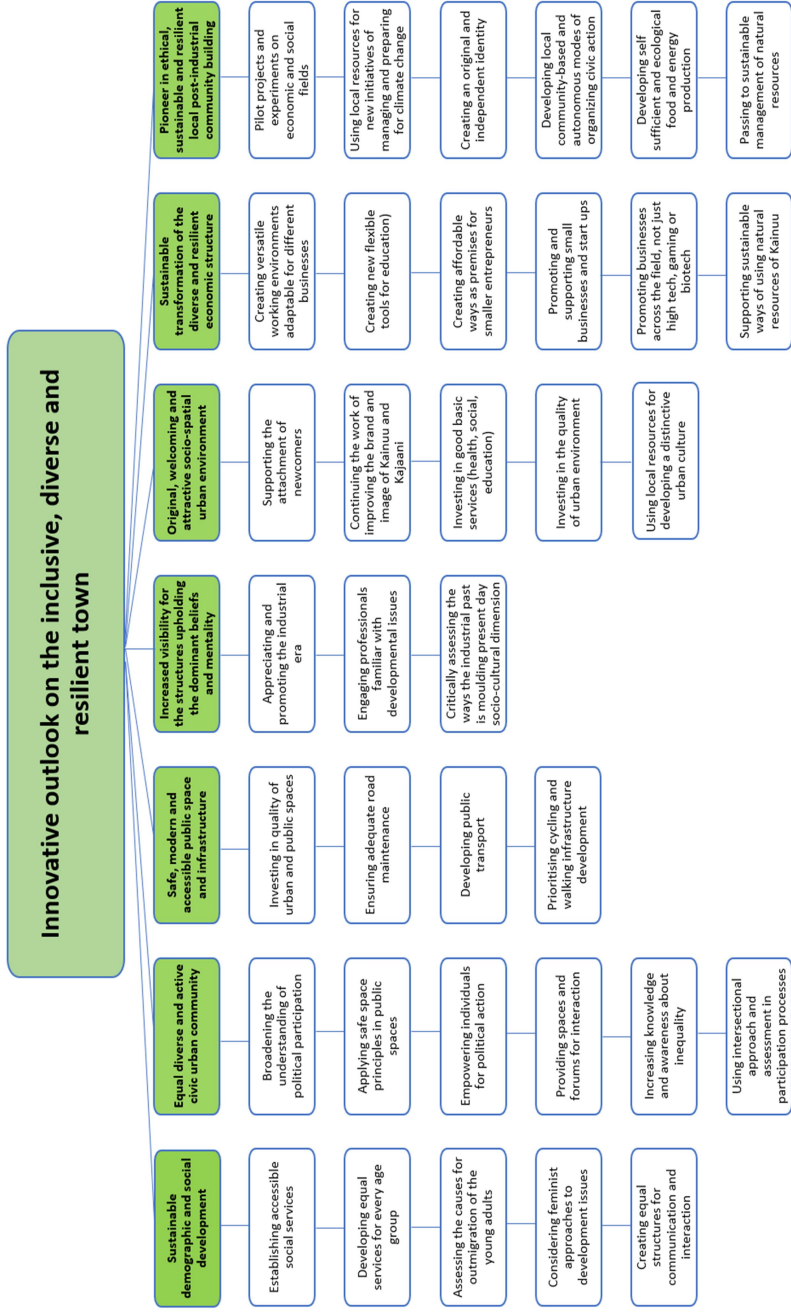 Innovative outlook on the inclusive, diverse and
resilient town
Sustainable
demographic and social
development
Establishing accessible
social services
Developing equal
services for every age
group
Assessing the causes for
outmigration of the
young adults
Considering feminist
approaches to
development issues
Creating equal
structures for
communication and
interaction
Equal diverse and active
civic urban community
Broadening the
understanding of
political participation
Applying safe space
principles in public
spaces
Empowering individuals
for political action
Providing spaces and
forums for interaction
Increasing knowledge
and awareness about
inequality
Using intersectional
approach and
assessment in
participation processes
Safe, modern and
accessible public space
and infrastructure
Investing in quality of
urban and public spaces
Ensuring adequate road
maintenance
Developing public
transport
Prioritising cycling and
walking infrastructure
development
Increased visibility for
the structures upholding
the dominant beliefs
and mentality
Appreciating and
promoting the industrial
era
Engaging professionals
familiar with
developmental issues
Critically assessing the
ways the industrial past
is moulding present day
socio-cultural dimension
Original, welcoming and
attractive socio-spatial
urban environment
Supporting the
attachment of
newcomers
Continuing the work of
improving the brand and
image of Kainuu and
Kajaani
Investing in good basic
services (health, social,
education)
Investing in the quality
of urban environment
Using local resources for
developing a distinctive
urban culture
Sustainable
transformation of the
diverse and resilient
economic structure
Creating versatile
working environments
adaptable for different
businesses
Creating new flexible
tools for education)
Creating affordable
ways as premises for
smaller entrepreneurs
Promoting and
supporting small
businesses and start ups
Promoting businesses
across the field, not just
high tech, gaming or
biotech
Supporting sustainable
ways of using natural
resources of Kainuu
Pioneer in ethical,
sustainable and resilient
local post-industrial
community building
Pilot projects and
experiments on
economic and social
fields
Using local resources for
new initiatives of
managing and preparing
for climate change
Creating an original and
independent identity
Developing local
community-based and
autonomous modes of
organizing civic action
Developing self
sufficient and ecological
food and energy
production
Passing to sustainable
management of natural
resources